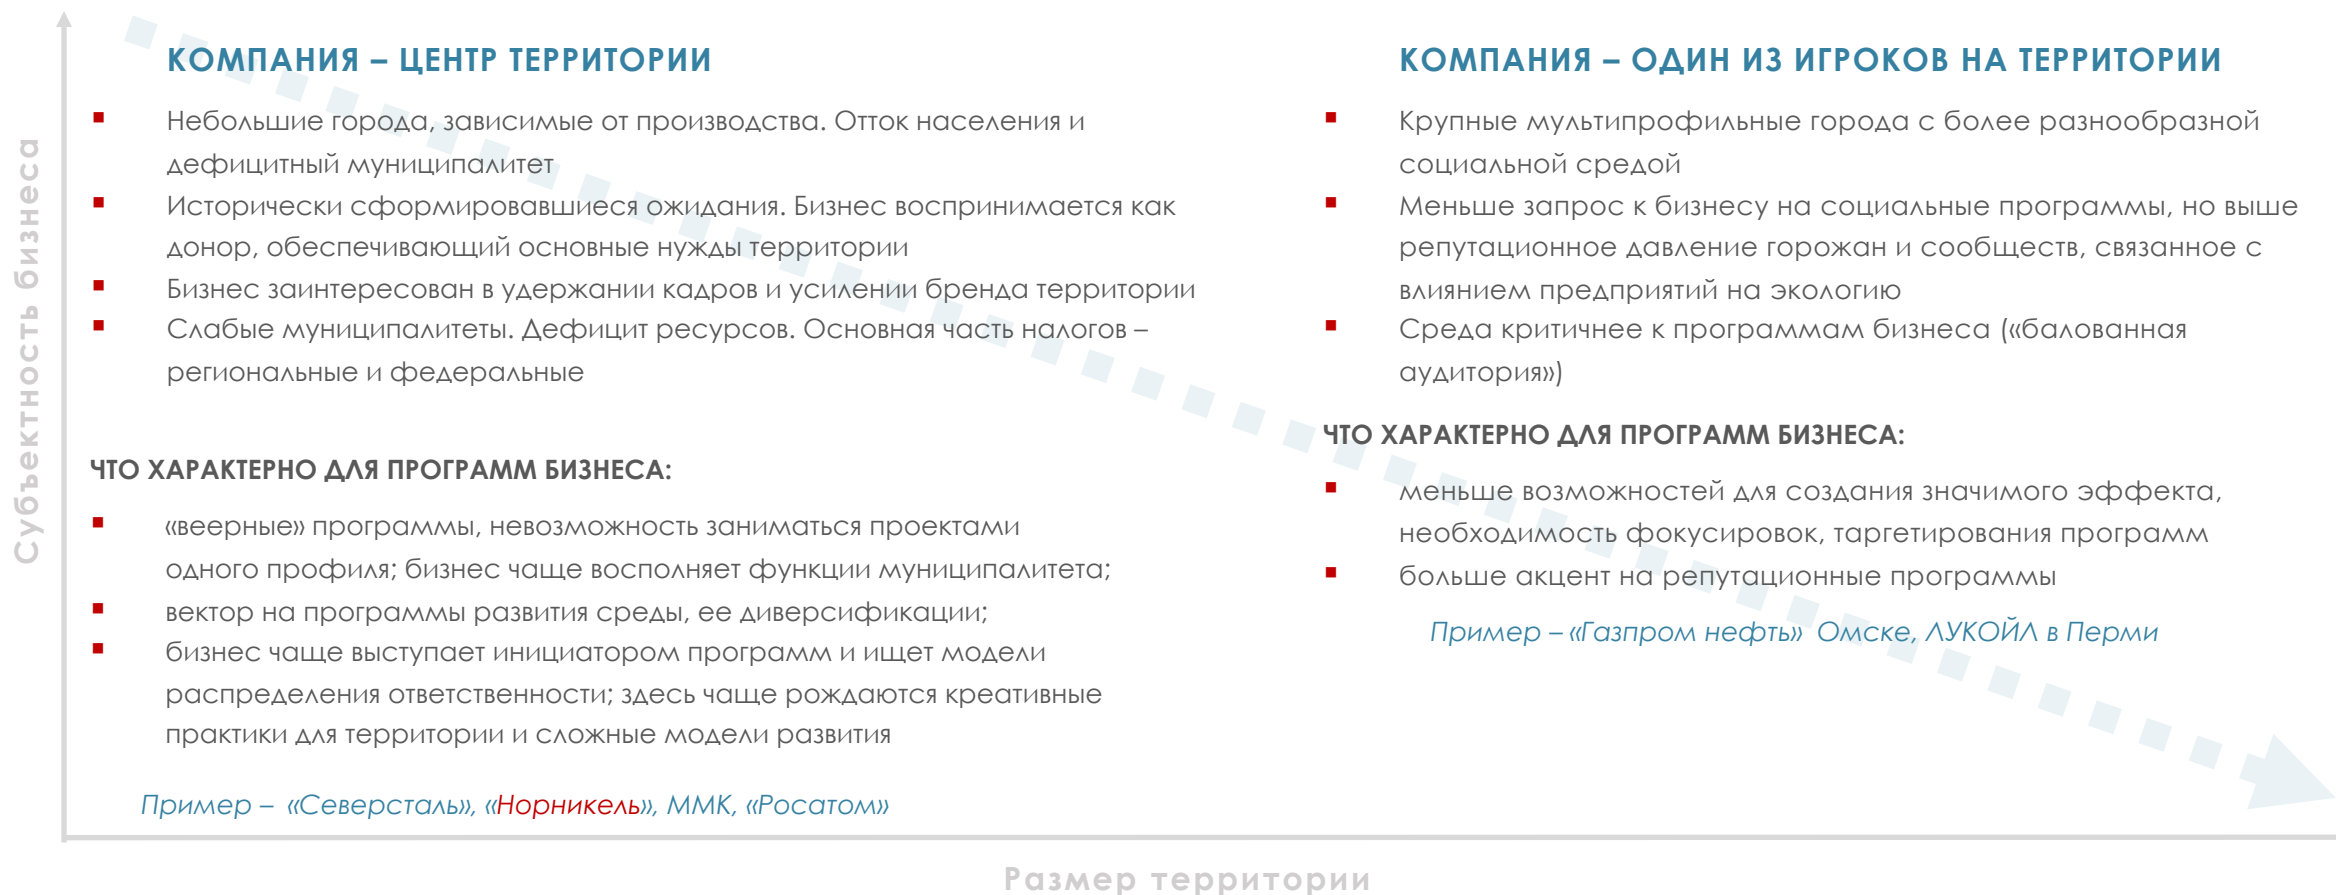 Субъектность бизнеса
КОМПАНИЯ – ЦЕНТР ТЕРРИТОРИИ
Небольшие города, зависимые от производства. Отток населения и
дефицитный муниципалитет
Исторически сформировавшиеся ожидания. Бизнес воспринимается как
донор, обеспечивающий основные нужды территории
Бизнес заинтересован в удержании кадров и усилении бренда территории
Слабые муниципалитеты. Дефицит ресурсов. Основная часть налогов –
региональные и федеральные
ЧТО ХАРАКТЕРНО ДЛЯ ПРОГРАММ БИЗНЕСА:
«веерные» программы, невозможность заниматься проектами
одного профиля; бизнес чаще восполняет функции муниципалитета;
вектор на программы развития среды, ее диверсификации;
бизнес чаще выступает инициатором программ и ищет модели
распределения ответственности; здесь чаще рождаются креативные
практики для территории и сложные модели развития
Пример – «Северсталь», «Норникель», ММК, «Росатом»
КОМПАНИЯ – ОДИН ИЗ ИГРОКОВ НА ТЕРРИТОРИИ
Крупные мультипрофильные города с более разнообразной
социальной средой
Меньше запрос к бизнесу на социальные программы, но выше
репутационное давление горожан и сообществ, связанное с
влиянием предприятий на экологию
Среда критичнее к программам бизнеса («балованная
аудитория»)
ЧТО ХАРАКТЕРНО ДЛЯ ПРОГРАММ БИЗНЕСА:
меньше возможностей для создания значимого эффекта,
необходимость фокусировок, таргетирования программ
больше акцент на репутационные программы
Пример – «Газпром нефть» Омске, ЛУКОЙЛ в Перми
Размер территории